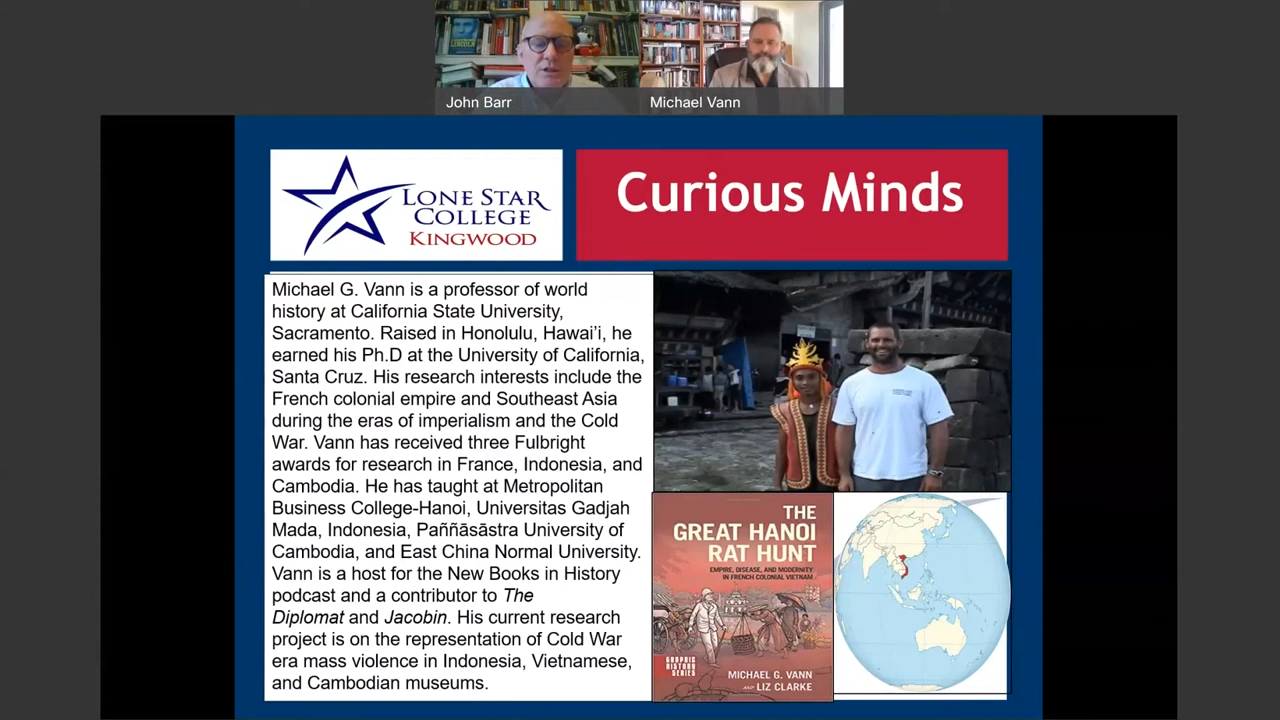 John Barr
Michael Vann
LONE STAR
COLLEGE
KINGWOOD
Curious Minds
Michael G. Vann is a professor of world
history at California State University,
Sacramento. Raised in Honolulu, Hawai’i, he
earned his Ph.D at the University of California,
Santa Cruz. His research interests include the
French colonial empire and Southeast Asia
during the eras of imperialism and the Cold
War. Vann has received three Fulbright
awards for research in France, Indonesia, and
Cambodia. He has taught at Metropolitan
Business College-Hanoi, Universitas Gadjah
Mada, Indonesia, Paññāsāstra University of
Cambodia, and East China Normal University.
Vann is a host for the New Books in History
podcast and a contributor to The
Diplomat and Jacobin. His current research
project is on the representation of Cold War
era mass violence in Indonesia, Vietnamese,
and Cambodian museums.
THE
GREAT HANOI
RAT HUNT
EMPIRE, DISEASE, AND MODERNITY
IN FRENCH COLONIAL VIETNAM
GRAPHIC
HISTORY
SERIES
MICHAEL G. VANN
AND LIZ CLARKE